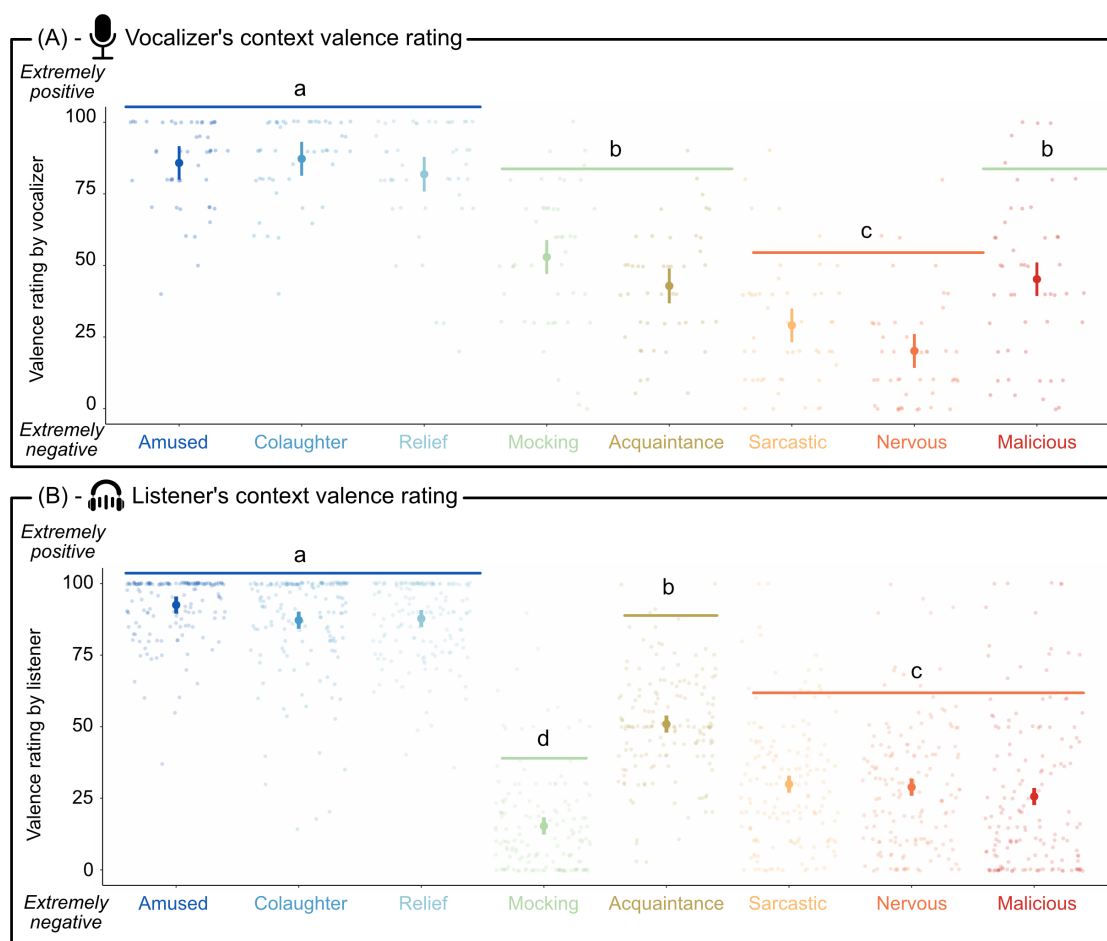 (A) - Vocalizer's context valence rating
Extremely
positive
a
b
b
c
Valence rating by vocalizer
100
75
50
25
0
Extremely
negative
Amused Colaughter Relief Mocking Acquaintance Sarcastic Nervous Malicious
(B) - Listener's context valence rating
Extremely
positive
a
b
c
d
Valence rating by listener
100
75
50
25
0
Extremely
negative
Amused Colaughter Relief Mocking Acquaintance Sarcastic Nervous Malicious